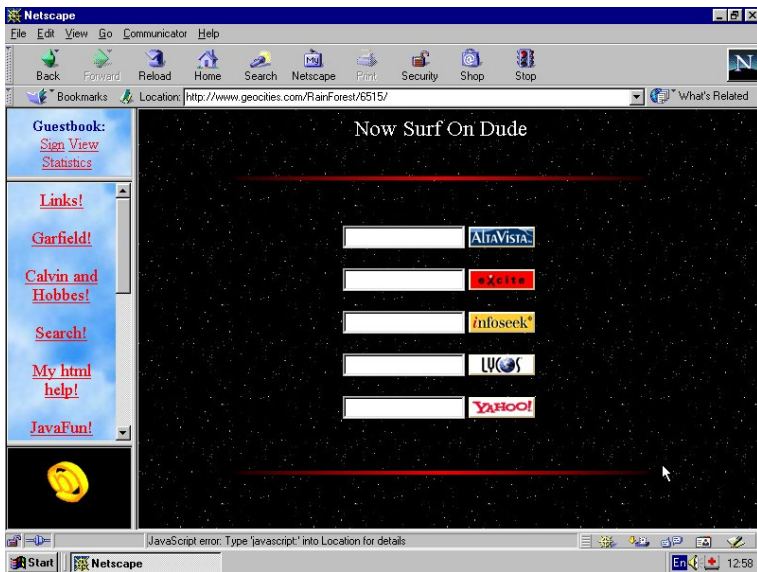 Netscape
File Edit View Go Communicator Help
Back Forward Reload Home Search Netscape Print Security Shop Stop
My
N
Bookmarks Location: http://www.geocities.com/RainForest/6515/ What's Related
Guestbook:
Sign View
Statistics
Links!
Garfield!
Calvin and
Hobbes!
Search!
My html
help!
JavaFun!
Now Surf On Dude
ALTAVISTA
excite
infoseek
LYCOS
YAHOO!
@
JavaScript error: Type 'javascript:' into Location for details
Start Netscape En 12:58